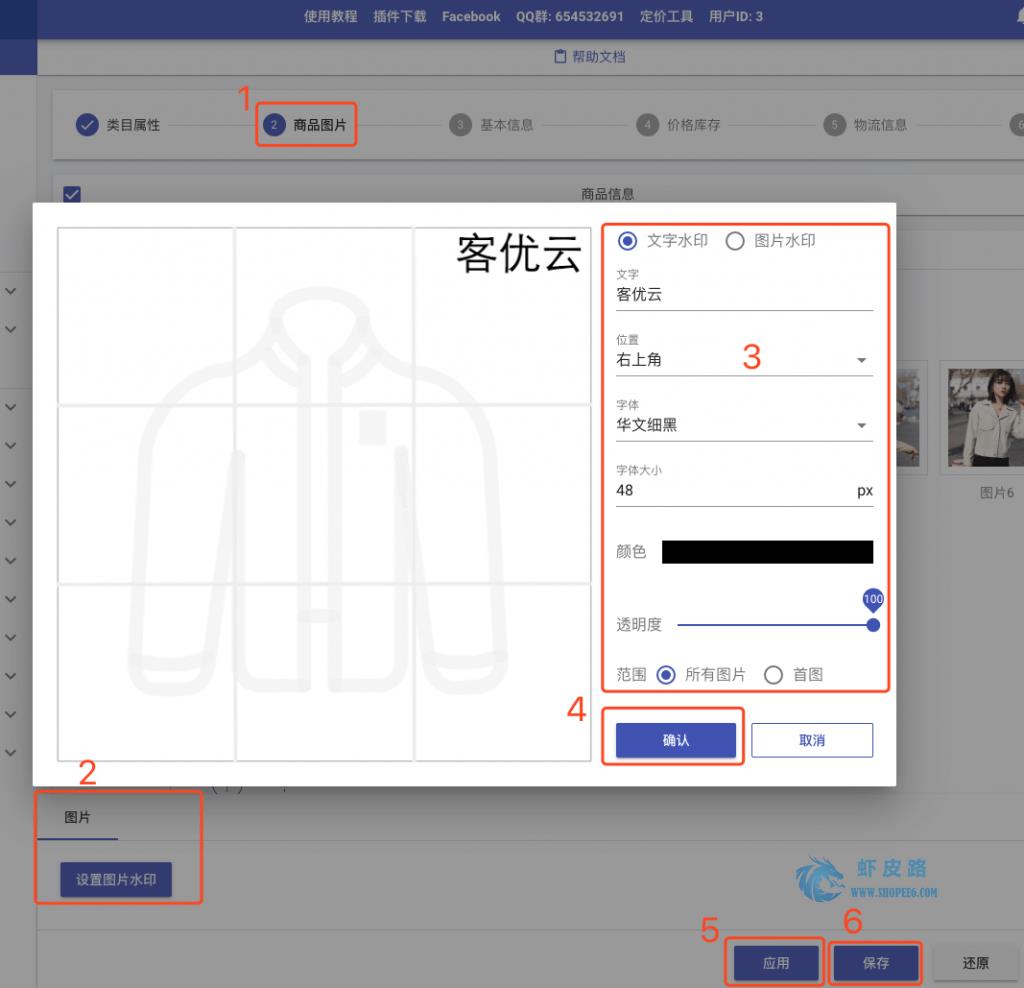 使用教程 插件下载 Facebook QQ群: 654532691 定价工具 用户ID: 3
帮助文档
1
类目属性 2 商品图片 3 基本信息 4 价格库存 5 物流信息 6
商品信息
客优云
文字水印 图片水印
文字
客优云
位置
右上角
3
字体
华文细黑
字体大小
48 px
图片6
颜色
100
透明度
范围 所有图片 首图
4
确认 取消
2
图片
设置图片水印
虾皮路
WWW.SHOPEE6.COM
5 6
应用 保存 还原